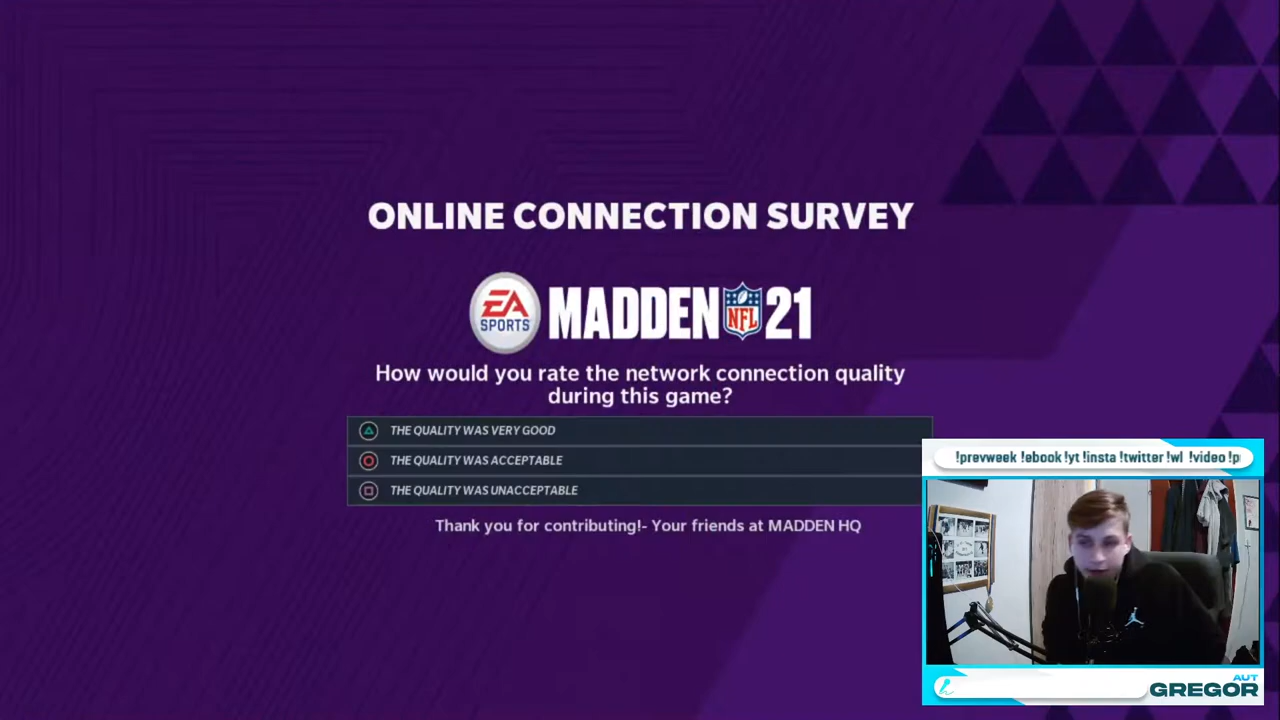 ONLINE CONNECTION SURVEY
EA
SPORTS
MADDEN NFL 21
How would you rate the network connection quality
during this game?
THE QUALITY WAS VERY GOOD
THE QUALITY WAS ACCEPTABLE
THE QUALITY WAS UNACCEPTABLE
Thank you for contributing!- Your friends at MADDEN HQ
!prevweek !ebook !yt !insta !twitter !wl !video !p
AUT
GREGOR